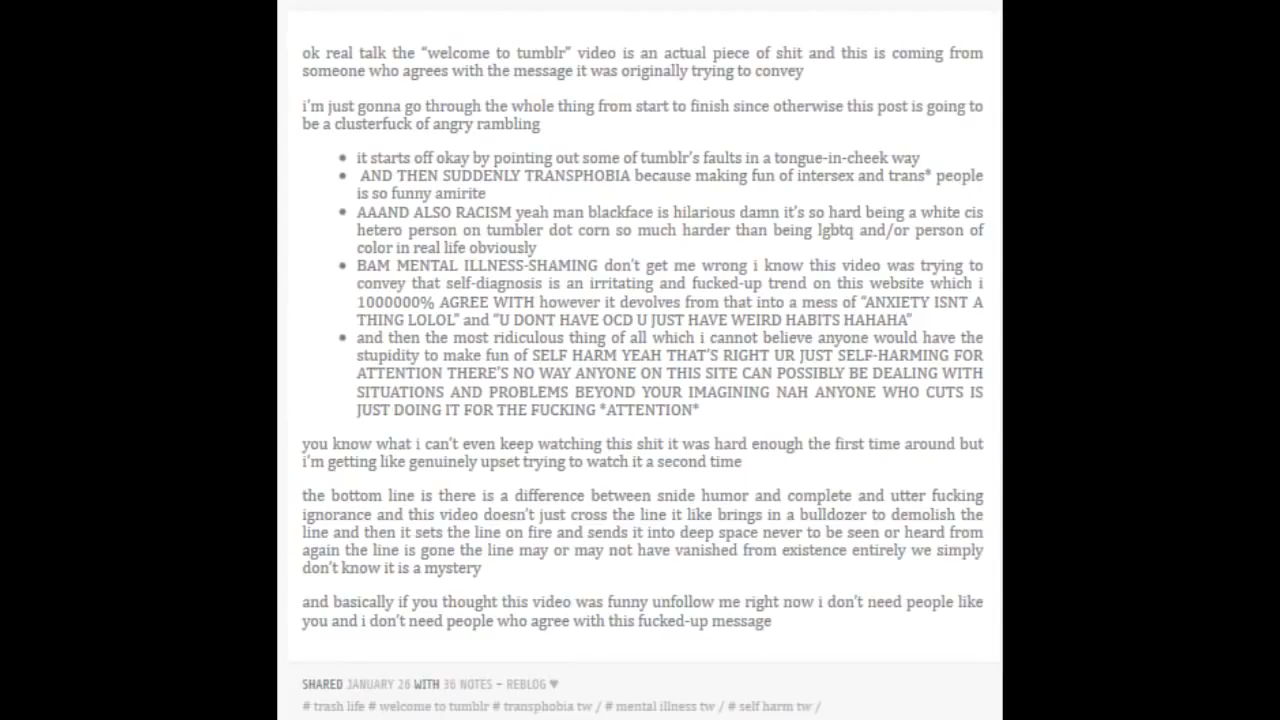 ok real talk the “welcome to tumblr” video is an actual piece of shit and this is coming from
someone who agrees with the message it was originally trying to convey
i’m just gonna go through the whole thing from start to finish since otherwise this post is going to
be a clusterfuck of angry rambling
• it starts off okay by pointing out some of tumblr’s faults in a tongue-in-cheek way
• AND THEN SUDDENLY TRANSPHOBIA because making fun of intersex and trans* people
is so funny amirite
• AAAND ALSO RACISM yeah man blackface is hilarious damn it’s so hard being a white cis
hetero person on tumbler dot corn so much harder than being lgbtq and/or person of
color in real life obviously
• BAM MENTAL ILLNESS-SHAMING don’t get me wrong i know this video was trying to
convey that self-diagnosis is an irritating and fucked-up trend on this website which i
1000000% AGREE WITH however it devolves from that into a mess of “ANXIETY ISNT A
THING LOLOL” and “U DONT HAVE OCD U JUST HAVE WEIRD HABITS HAHAHA”
• and then the most ridiculous thing of all which i cannot believe anyone would have the
stupidity to make fun of SELF HARM YEAH THAT’S RIGHT UR JUST SELF-HARMING FOR
ATTENTION THERE’S NO WAY ANYONE ON THIS SITE CAN POSSIBLY BE DEALING WITH
SITUATIONS AND PROBLEMS BEYOND YOUR IMAGINING NAH ANYONE WHO CUTS IS
JUST DOING IT FOR THE FUCKING *ATTENTION*
you know what i can’t even keep watching this shit it was hard enough the first time around but
i’m getting like genuinely upset trying to watch it a second time
the bottom line is there is a difference between snide humor and complete and utter fucking
ignorance and this video doesn’t just cross the line it like brings in a bulldozer to demolish the
line and then it sets the line on fire and sends it into deep space never to be seen or heard from
again the line is gone the line may or may not have vanished from existence entirely we simply
don’t know it is a mystery
and basically if you thought this video was funny unfollow me right now i don’t need people like
you and i don’t need people who agree with this fucked-up message
SHARED JANUARY 26 WITH 36 NOTES – REBLOG ♥
# trash life # welcome to tumblr # transphobia tw / # mental illness tw / # self harm tw /